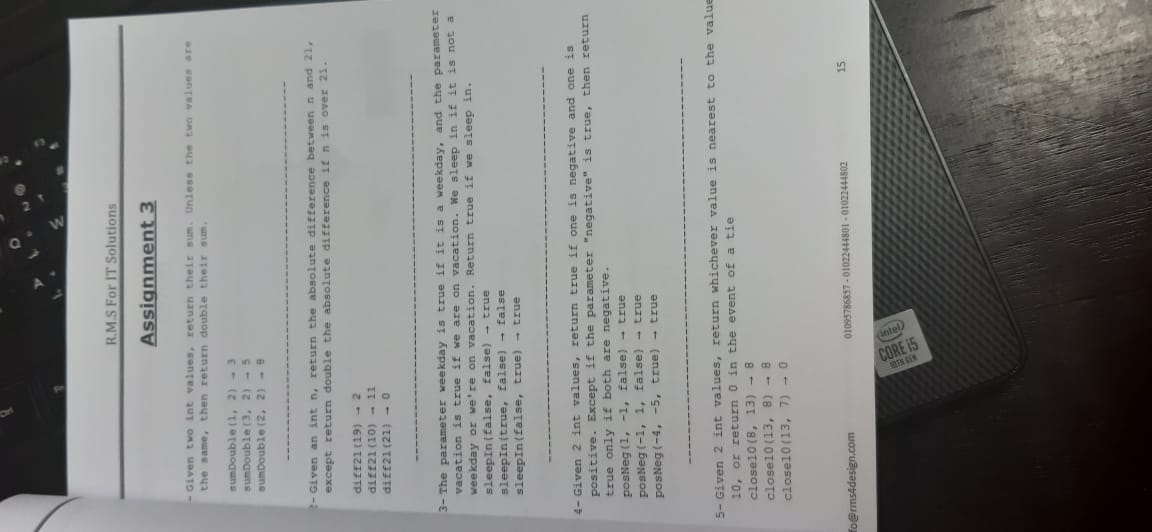 R.M.S For IT Solutions
Assignment 3
- Given two int values, return their sum. Unless the two values are
the same, then return double their sum.
sumDouble(1, 2) → 3
sumDouble(3, 2) → 5
sumDouble(2, 2) → 8
- Given an int n, return the absolute difference between n and 21,
except return double the absolute difference if n is over 21.
diff21(19) → 2
diff21(10) → 11
diff21(21) → 0
3- The parameter weekday is true if it is a weekday, and the parameter
vacation is true if we are on vacation. We sleep in if it is not a
weekday or we're on vacation. Return true if we sleep in.
sleepIn(false, false) → true
sleepIn(true, false) → false
sleepIn(false, true) → true
4- Given 2 int values, return true if one is negative and one is
positive. Except if the parameter "negative" is true, then return
true only if both are negative.
posNeg(1, -1, false) → true
posNeg(-1, 1, false) → true
posNeg(-4, -5, true) → true
5- Given 2 int values, return whichever value is nearest to the value
10, or return 0 in the event of a tie
close10(8, 13) → 8
close10(13, 8) → 8
close10(13, 7) → 0
fo@rms4design.com
01095786857 - 01022444801 - 01022444802
15
intel
CORE i5
10TH GEN